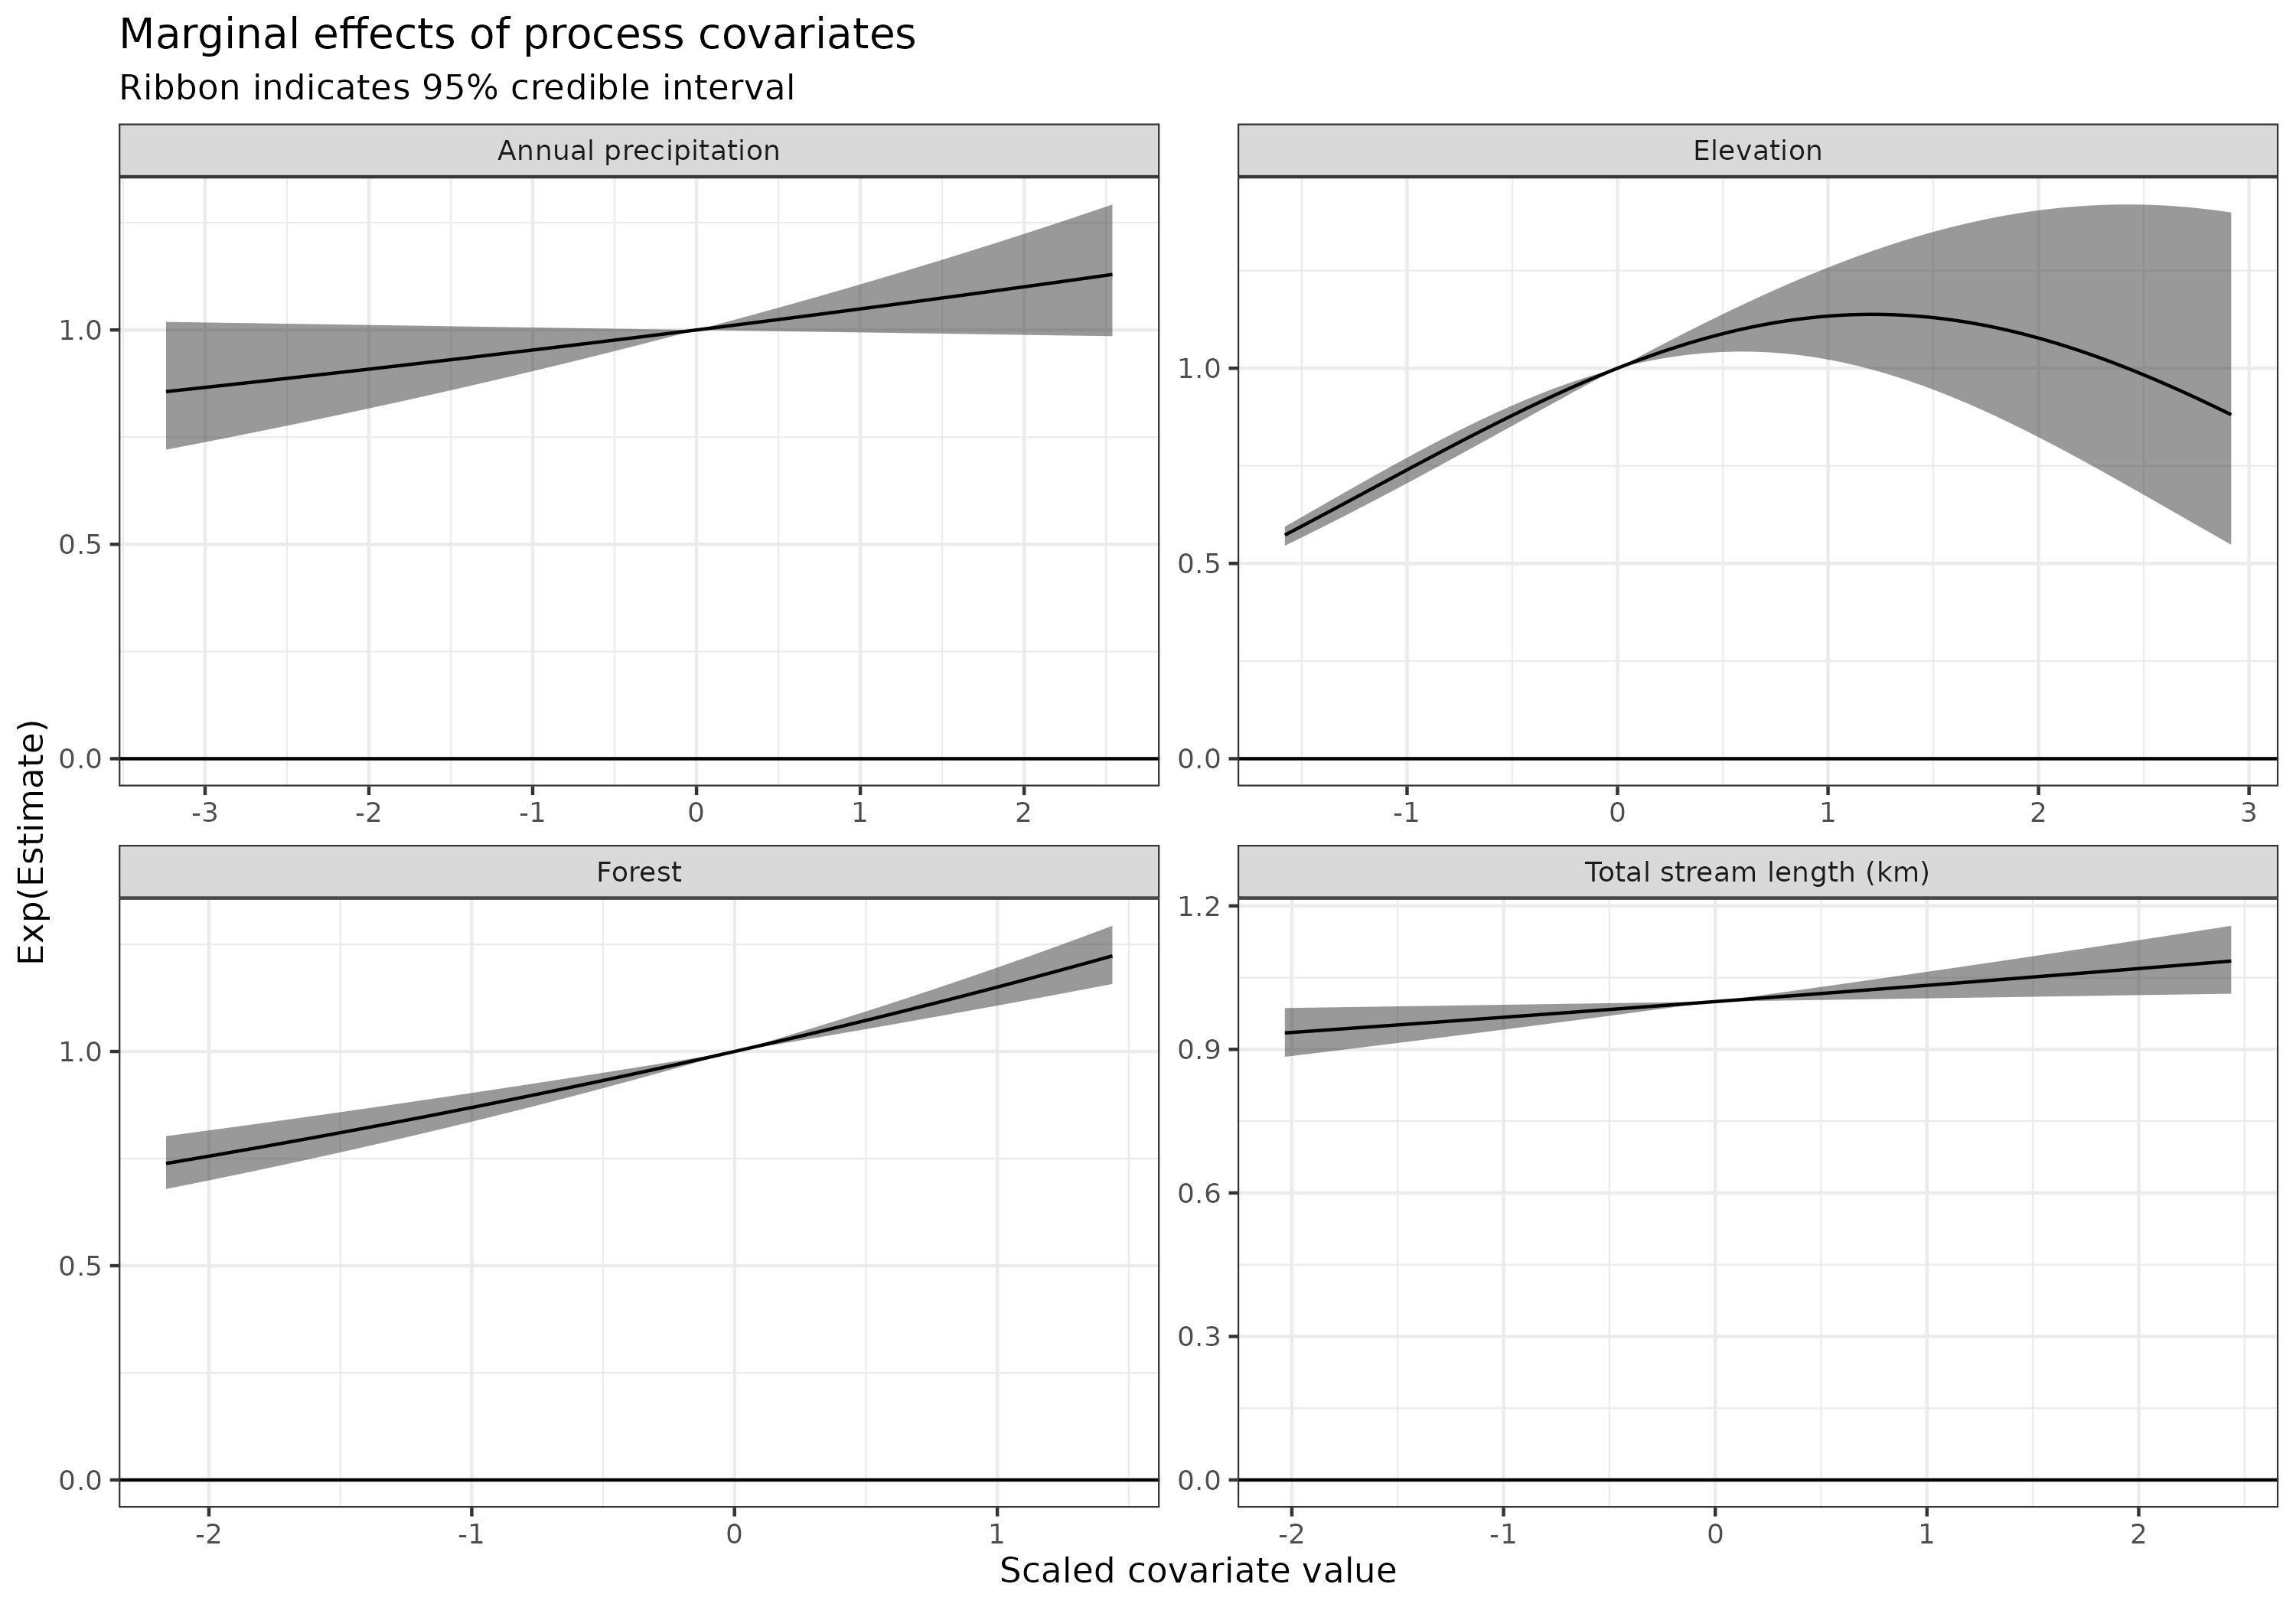 Marginal effects of process covariates
Ribbon indicates 95% credible interval
Annual precipitation
Elevation
1.0
0.5
0.0
-3 -2 -1 0 1 2
1.0
0.5
0.0
-1 0 1 2 3
Exp(Estimate)
Forest
Total stream length (km)
1.0
0.5
0.0
-2 -1 0 1
1.2
0.9
0.6
0.3
0.0
-2 -1 0 1 2
Scaled covariate value